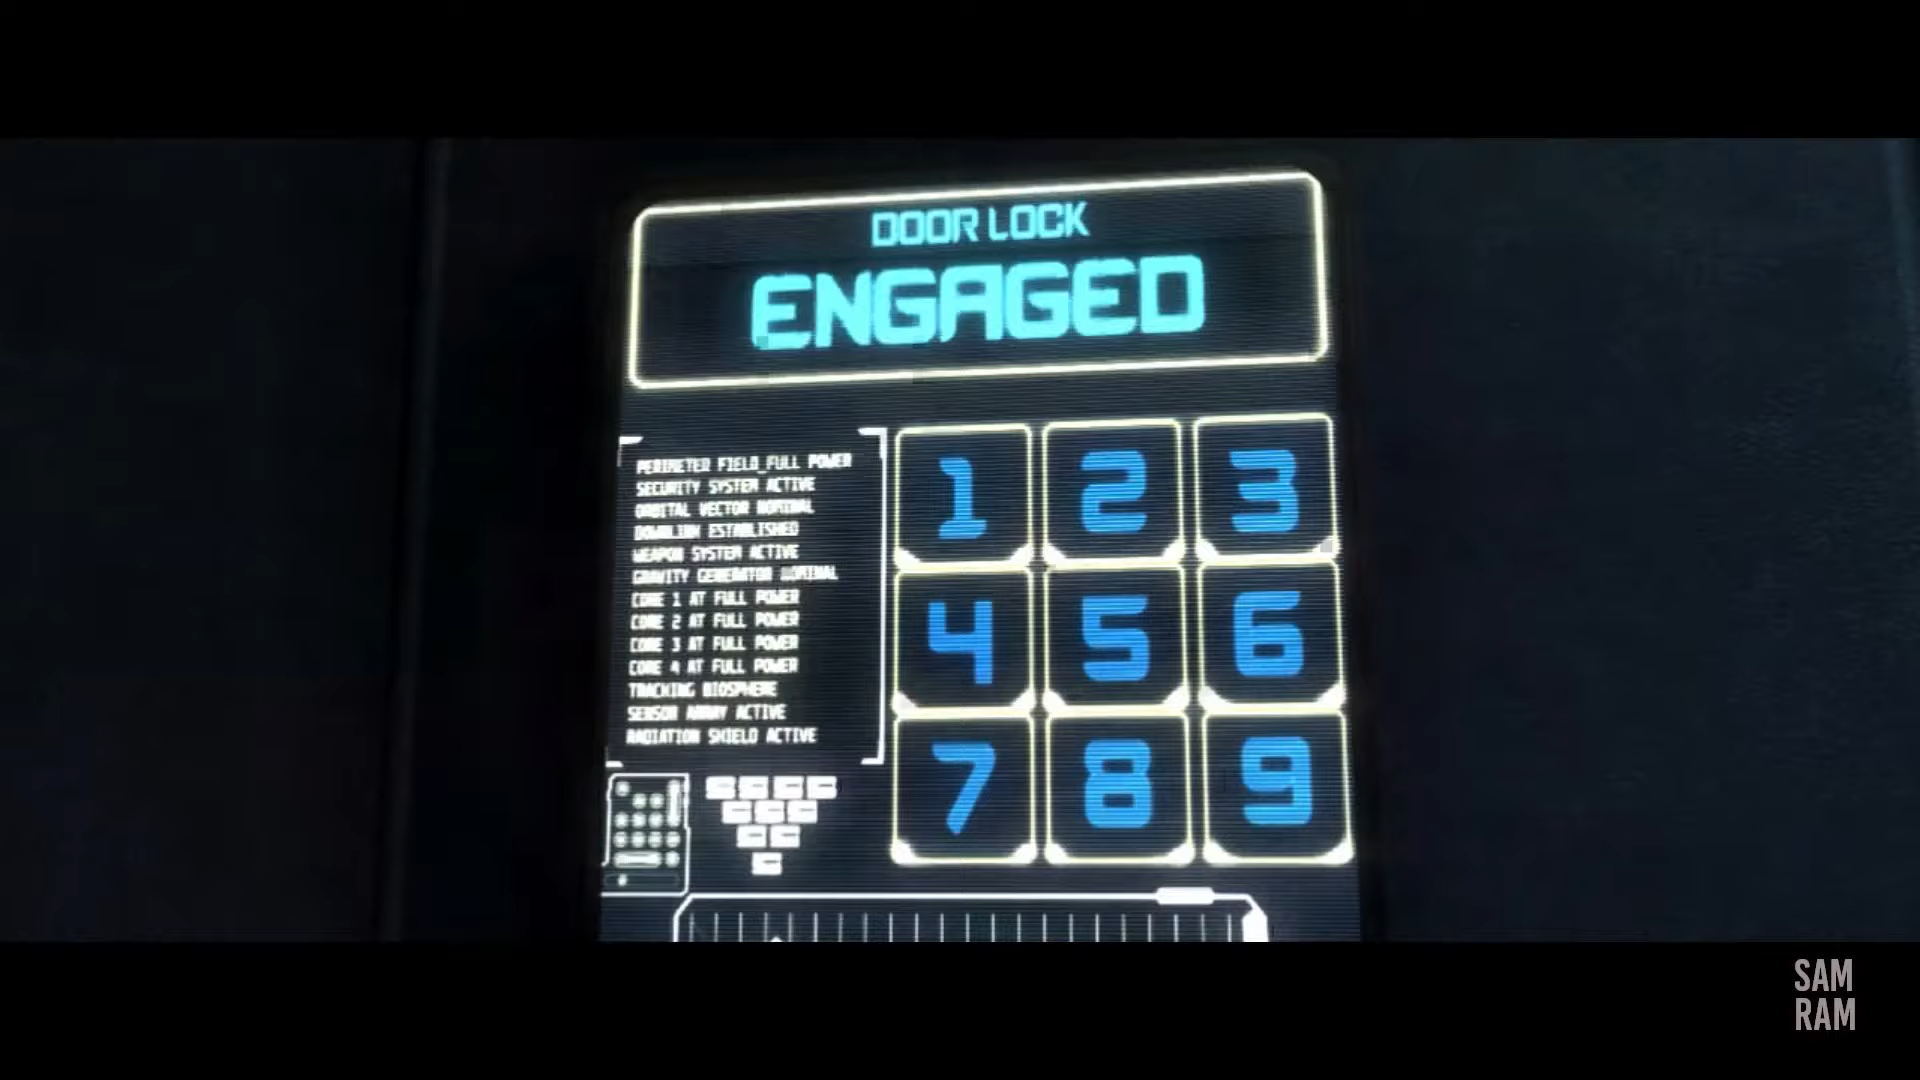 DOOR LOCK
ENGAGED
PERIMETER FIELD_FULL POWER
SECURITY SYSTEM ACTIVE
ORBITAL VECTOR NOMINAL
DOWNLINK ESTABLISHED
WEAPON SYSTEM ACTIVE
GRAVITY GENERATOR NOMINAL
CORE 1 AT FULL POWER
CORE 2 AT FULL POWER
CORE 3 AT FULL POWER
CORE 4 AT FULL POWER
TRACKING BIOSPHERE
SENSOR ARRAY ACTIVE
RADIATION SHIELD ACTIVE
1 2 3
4 5 6
7 8 9
SAM
RAM